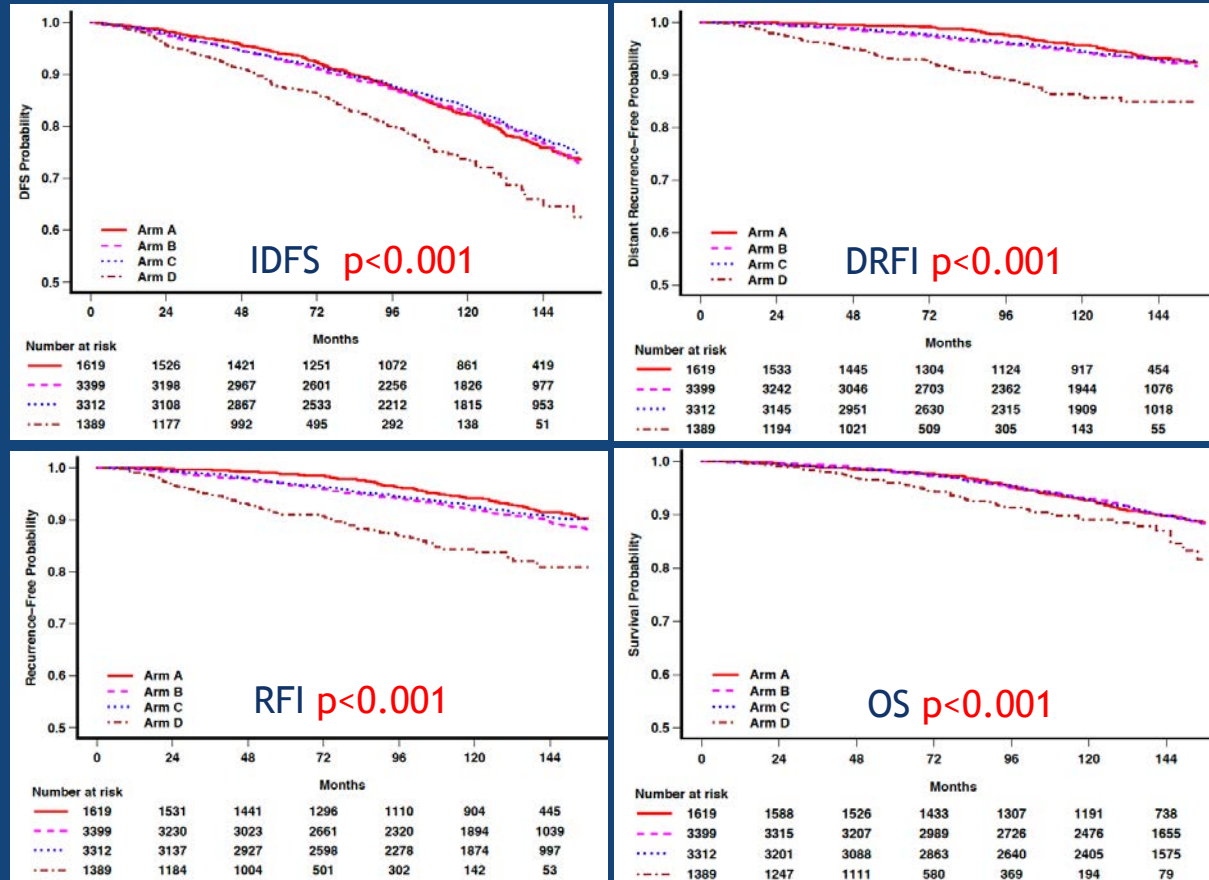 1.0
0.9
0.8
0.7
0.6
0.5
DFS Probability
Arm A
Arm B
Arm C
Arm D
IDFS p<0.001
0 24 48 72 96 120 144
Months
Number at risk
1619 1526 1421 1251 1072 861 419
3399 3198 2967 2601 2256 1826 977
3312 3108 2867 2533 2212 1815 953
1389 1177 992 495 292 138 51
1.0
0.9
0.8
0.7
0.6
0.5
Distant Recurrence-Free Probability
Arm A
Arm B
Arm C
Arm D
DRFI p<0.001
0 24 48 72 96 120 144
Months
Number at risk
1619 1533 1445 1304 1124 917 454
3399 3242 3046 2703 2362 1944 1076
3312 3145 2951 2630 2315 1909 1018
1389 1194 1021 509 305 143 55
1.0
0.9
0.8
0.7
0.6
0.5
Recurrence-Free Probability
Arm A
Arm B
Arm C
Arm D
RFI p<0.001
0 24 48 72 96 120 144
Months
Number at risk
1619 1531 1441 1296 1110 904 445
3399 3230 3023 2661 2320 1894 1039
3312 3137 2927 2598 2278 1874 997
1389 1184 1004 501 302 142 53
1.0
0.9
0.8
0.7
0.6
0.5
Survival Probability
Arm A
Arm B
Arm C
Arm D
OS p<0.001
0 24 48 72 96 120 144
Months
Number at risk
1619 1588 1526 1433 1307 1191 738
3399 3315 3207 2989 2726 2476 1655
3312 3201 3088 2863 2640 2405 1575
1389 1247 1111 580 369 194 79